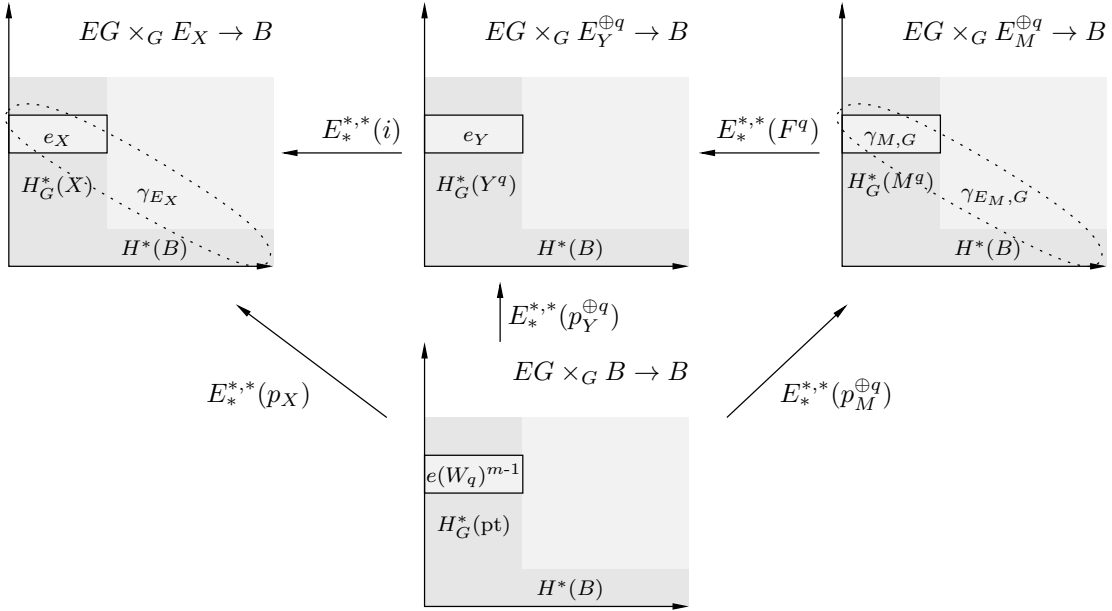 EG ×_G E_X → B
EG ×_G E_Y^{⊕q} → B
EG ×_G E_M^{⊕q} → B
e_X
E_*^{*,*}(i)
e_Y
E_*^{*,*}(F^q)
γ_{M,G}
H_G^*(X)
γ_{E_X}
H_G^*(Y^q)
H_G^*(M^q)
γ_{E_M,G}
H^*(B)
H^*(B)
H^*(B)
E_*^{*,*}(p_Y^{⊕q})
EG ×_G B → B
E_*^{*,*}(p_X)
E_*^{*,*}(p_M^{⊕q})
e(W_q)^{m-1}
H_G^*(pt)
H^*(B)